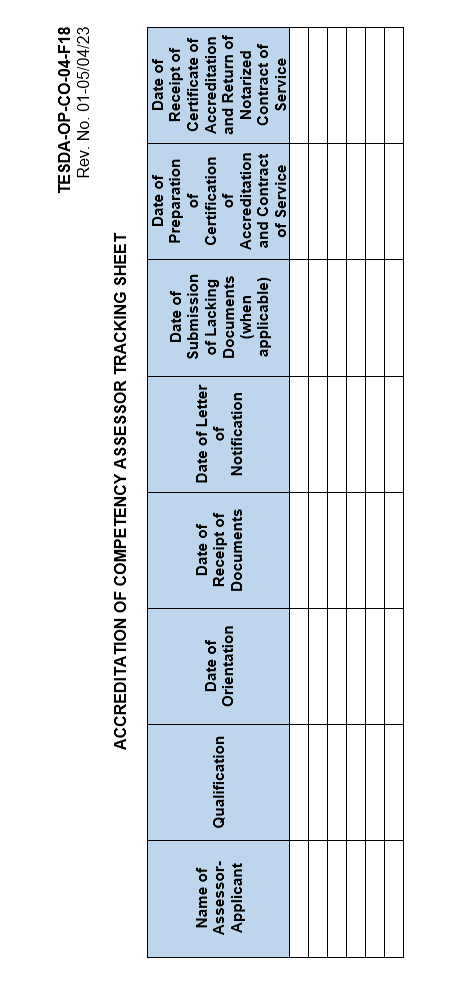 TESDA-OP-CO-04-F18
Rev. No. 01-05/04/23
ACCREDITATION OF COMPETENCY ASSESSOR TRACKING SHEET
Name of
Assessor-
Applicant
Qualification
Date of
Orientation
Date of
Receipt of
Documents
Date of Letter
of
Notification
Date of
Submission
of Lacking
Documents
(when
applicable)
Date of
Preparation
of
Certification
of
Accreditation
and Contract
of Service
Date of
Receipt of
Certificate of
Accreditation
and Return of
Notarized
Contract of
Service